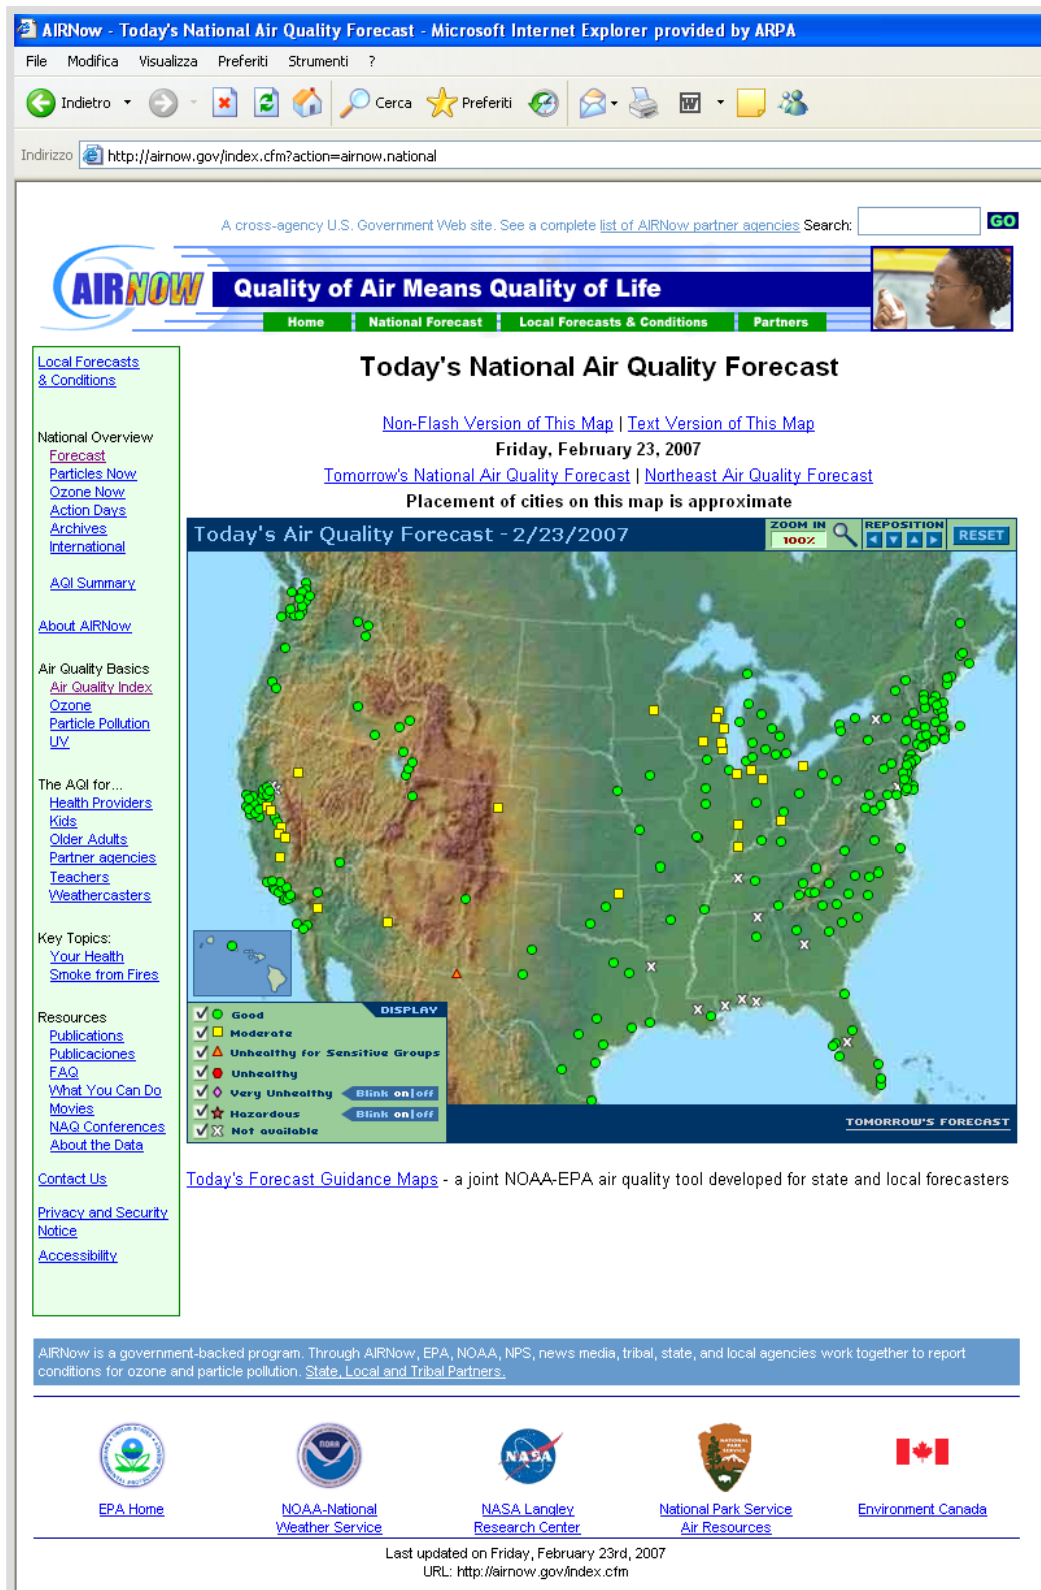 AIRNow - Today's National Air Quality Forecast - Microsoft Internet Explorer provided by ARPA
File Modifica Visualizza Preferiti Strumenti ?
Indietro Cerca Preferiti
Indirizzo http://airnow.gov/index.cfm?action=airnow.national
A cross-agency U.S. Government Web site. See a complete list of AIRNow partner agencies Search: GO
AIRNOW Quality of Air Means Quality of Life
Home National Forecast Local Forecasts & Conditions Partners
Local Forecasts
& Conditions
National Overview
Forecast
Particles Now
Ozone Now
Action Days
Archives
International
AQI Summary
About AIRNow
Air Quality Basics
Air Quality Index
Ozone
Particle Pollution
UV
The AQI for...
Health Providers
Kids
Older Adults
Partner agencies
Teachers
Weathercasters
Key Topics:
Your Health
Smoke from Fires
Resources
Publications
Publicaciones
FAQ
What You Can Do
Movies
NAQ Conferences
About the Data
Contact Us
Privacy and Security
Notice
Accessibility
Today's National Air Quality Forecast
Non-Flash Version of This Map | Text Version of This Map
Friday, February 23, 2007
Tomorrow's National Air Quality Forecast | Northeast Air Quality Forecast
Placement of cities on this map is approximate
Today's Air Quality Forecast - 2/23/2007
ZOOM IN
100%
REPOSITION
RESET
DISPLAY
Good
Moderate
Unhealthy for Sensitive Groups
Unhealthy
Very Unhealthy Blink on|off
Hazardous Blink on|off
Not available
TOMORROW'S FORECAST
Today's Forecast Guidance Maps - a joint NOAA-EPA air quality tool developed for state and local forecasters
AIRNow is a government-backed program. Through AIRNow, EPA, NOAA, NPS, news media, tribal, state, and local agencies work together to report
conditions for ozone and particle pollution. State, Local and Tribal Partners.
NOAA
NASA
NATIONAL
PARK
SERVICE
EPA Home
NOAA-National
Weather Service
NASA Langley
Research Center
National Park Service
Air Resources
Environment Canada
Last updated on Friday, February 23rd, 2007
URL: http://airnow.gov/index.cfm